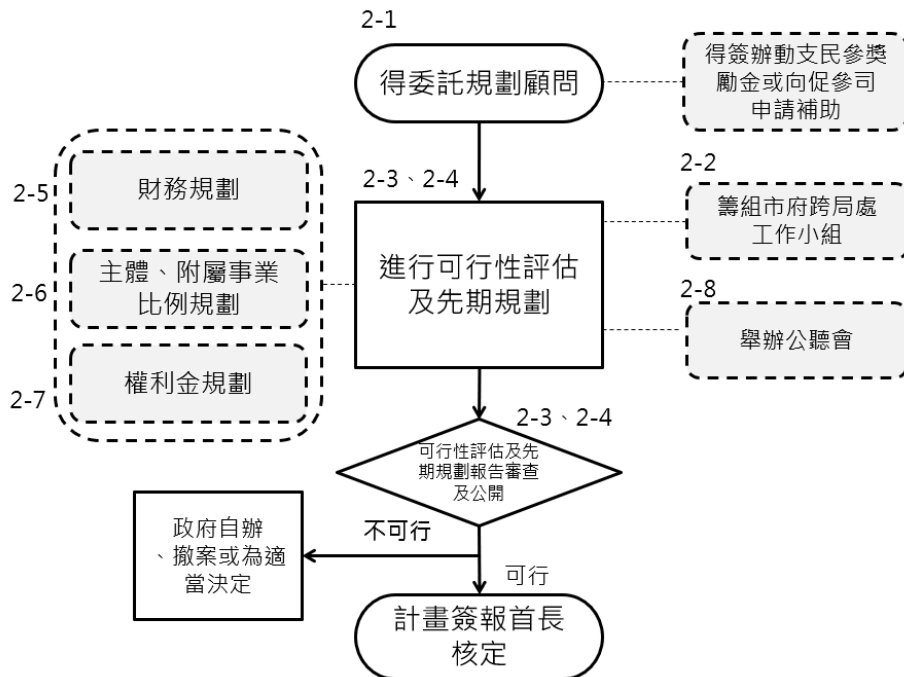 2-1
得委託規劃顧問
得簽辦動支民參獎
勵金或向促參司
申請補助
2-5
財務規劃
2-6
主體、附屬事業
比例規劃
2-7
權利金規劃
2-3、2-4
進行可行性評估
及先期規劃
2-2
籌組市府跨局處
工作小組
2-8
舉辦公聽會
2-3、2-4
可行性評估及先
期規劃報告審查
及公開
不可行
政府自辦
、撤案或為適
當決定
可行
計畫簽報首長
核定